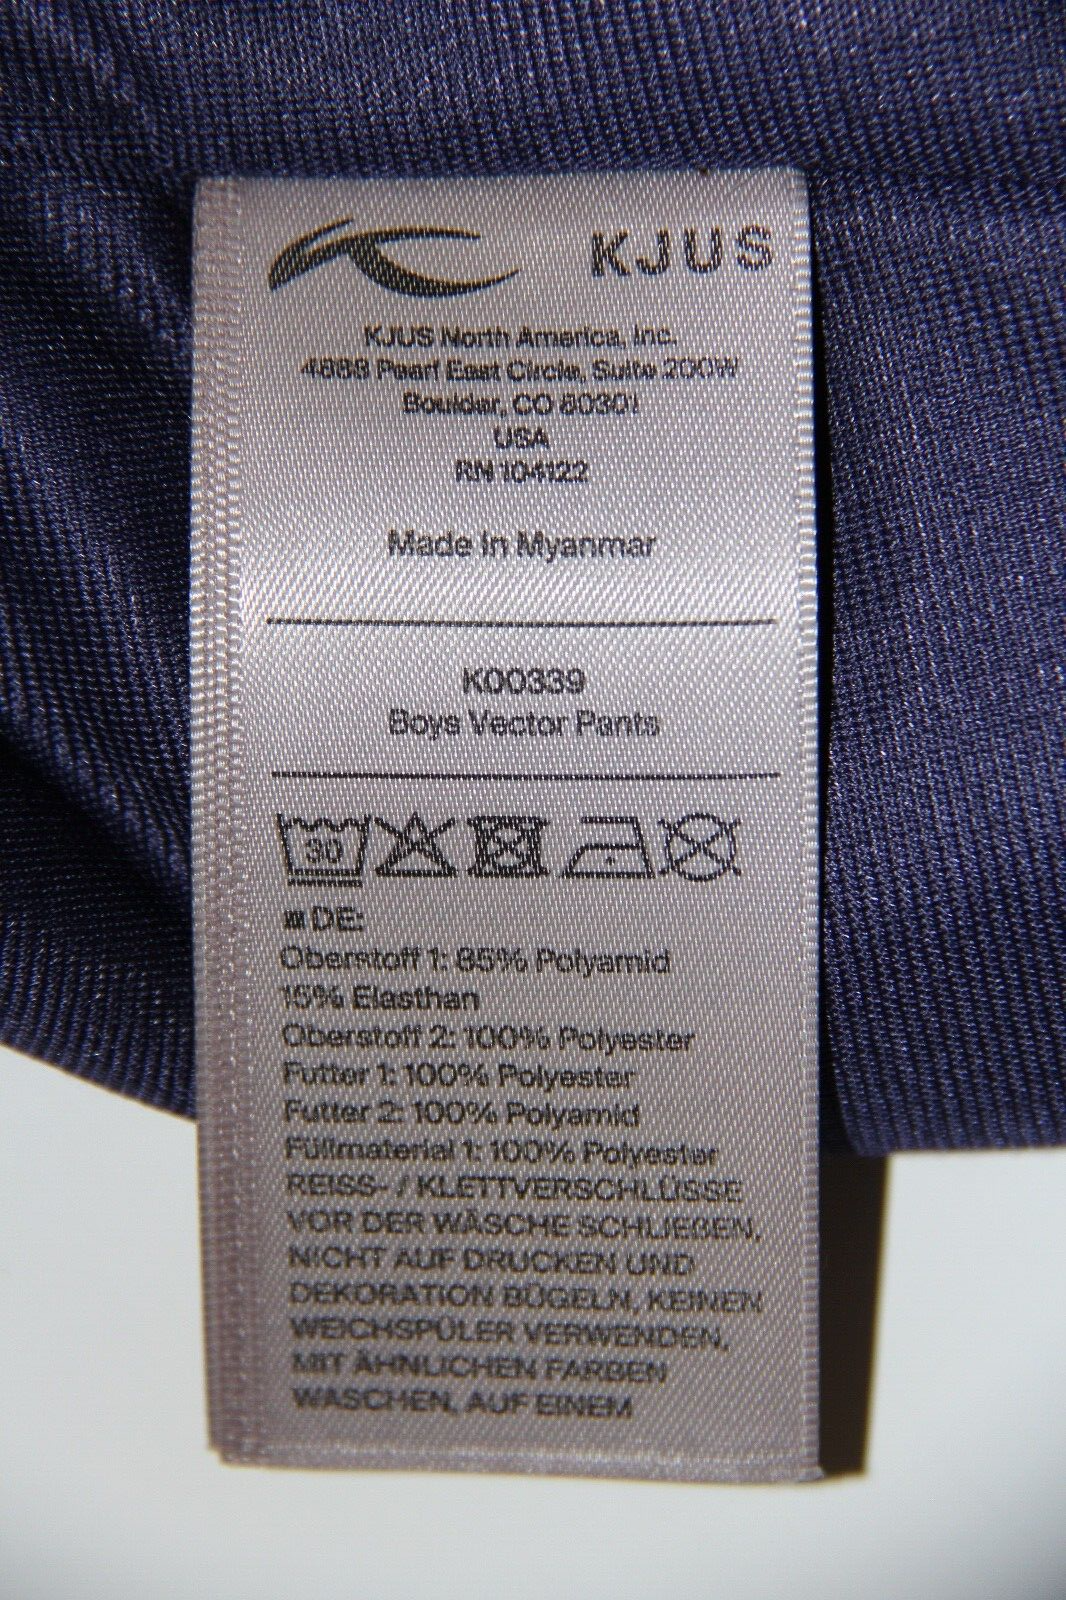 KJUS
KJUS North America, Inc.
4888 Pearl East Circle, Suite 200W
Boulder, CO 80301
USA
RN 104122
Made in Myanmar
K00339
Boys Vector Pants
30
DE:
Oberstoff 1: 85% Polyamid
15% Elasthan
Oberstoff 2: 100% Polyester
Futter 1: 100% Polyester
Futter 2: 100% Polyamid
Füllmaterial 1: 100% Polyester
REISS- / KLETTVERSCHLÜSSE
VOR DER WÄSCHE SCHLIEßEN,
NICHT AUF DRUCKEN UND
DEKORATION BÜGELN, KEINEN
WEICHSPÜLER VERWENDEN,
MIT ÄHNLICHEN FARBEN
WASCHEN, AUF EINEM